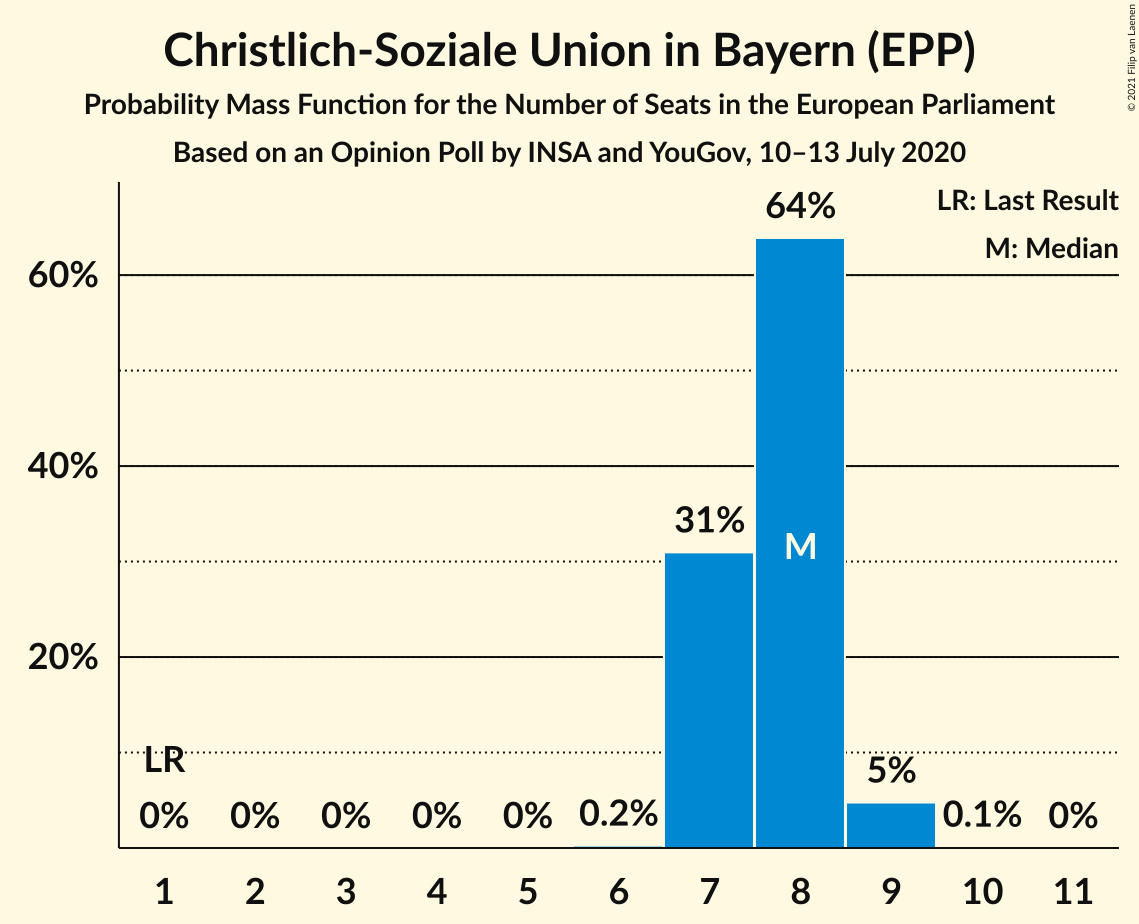 Christlich-Soziale Union in Bayern (EPP)
Probability Mass Function for the Number of Seats in the European Parliament
Based on an Opinion Poll by INSA and YouGov, 10–13 July 2020
© 2021 Filip van Laenen
LR: Last Result
M: Median
64%
60%
40%
31%
M
20%
LR
5%
0% 0% 0% 0% 0% 0.2% 0.1% 0%
1 2 3 4 5 6 7 8 9 10 11